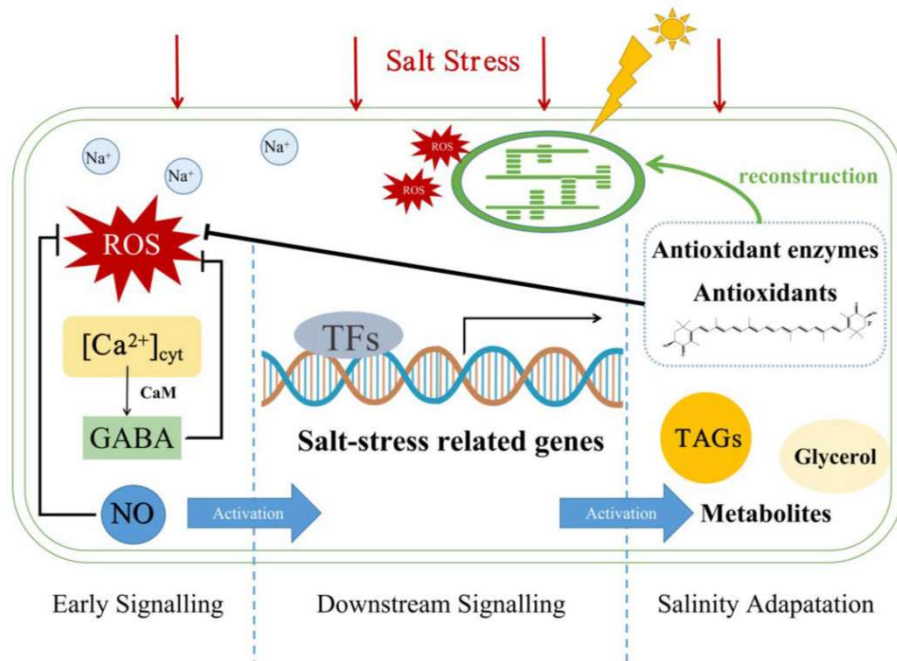 Salt Stress
ROS
ROS
Na⁺
Na⁺
Na⁺
reconstruction
ROS
Antioxidant enzymes
Antioxidants
TFs
[Ca²⁺]cyt
CaM
GABA
Salt-stress related genes
TAGs
Glycerol
NO
Activation
Activation
Metabolites
Early Signalling
Downstream Signalling
Salinity Adapatation